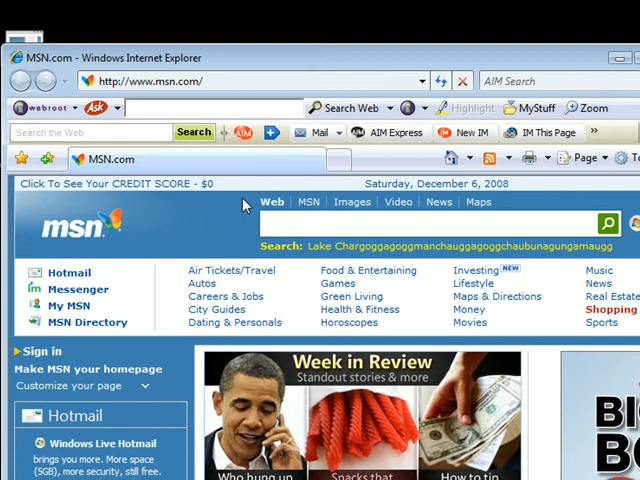 MSN.com - Windows Internet Explorer
http://www.msn.com/
AIM Search
webroot Ask Search Web Highlight MyStuff Zoom
Search the Web Search AIM Mail AIM Express New IM IM This Page »
MSN.com Page
Click To See Your CREDIT SCORE - $0 Saturday, December 6, 2008
msn
Web MSN Images Video News Maps
Search: Lake Chargoggagoggmanchauggagoggchaubunagungamaugg
Hotmail
im Messenger
My MSN
MSN Directory
Air Tickets/Travel
Autos
Careers & Jobs
City Guides
Dating & Personals
Food & Entertaining
Games
Green Living
Health & Fitness
Horoscopes
Investing NEW
Lifestyle
Maps & Directions
Money
Movies
Music
News
Real Estate
Shopping
Sports
Sign in
Make MSN your homepage
Customize your page
Hotmail
Windows Live Hotmail
brings you more. More space
(5GB), more security, still free.
Week in Review
Standout stories & more
Who hung up
Snacks that
How to tip
BI
BO